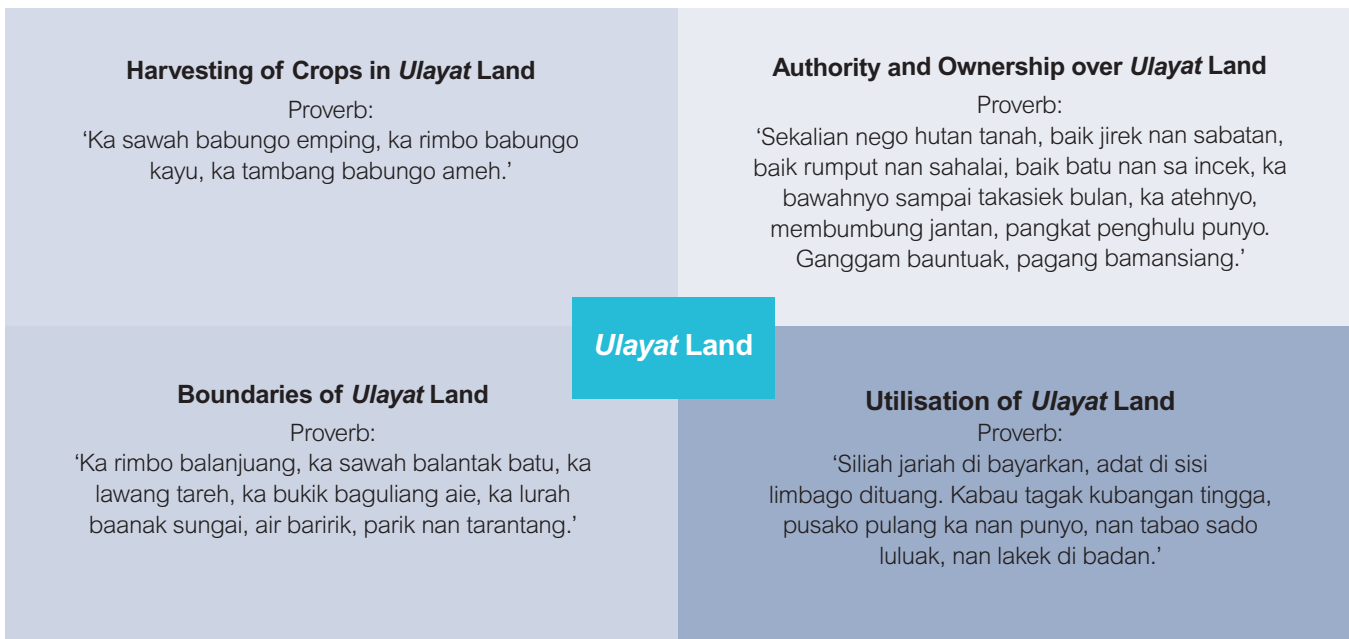 Harvesting of Crops in Ulayat Land
Proverb:
‘Ka sawah babungo emping, ka rimbo babungo
kayu, ka tambang babungo ameh.’
Authority and Ownership over Ulayat Land
Proverb:
‘Sekalian nego hutan tanah, baik jirek nan sabatan,
baik rumput nan sahalai, baik batu nan sa incek, ka
bawahnyo sampai takasiek bulan, ka atehnyo,
membumbung jantan, pangkat penghulu punyo.
Ganggam bauntuak, pagang bamansiang.’
Ulayat Land
Boundaries of Ulayat Land
Proverb:
‘Ka rimbo balanjuang, ka sawah balantak batu, ka
lawang tareh, ka bukik baguliang aie, ka lurah
baanak sungai, air baririk, parik nan tarantang.’
Utilisation of Ulayat Land
Proverb:
‘Siliah jariah di bayarkan, adat di sisi
limbago dituang. Kabau tagak kubangan tingga,
pusako pulang ka nan punyo, nan tabao sado
luluak, nan lakek di badan.’